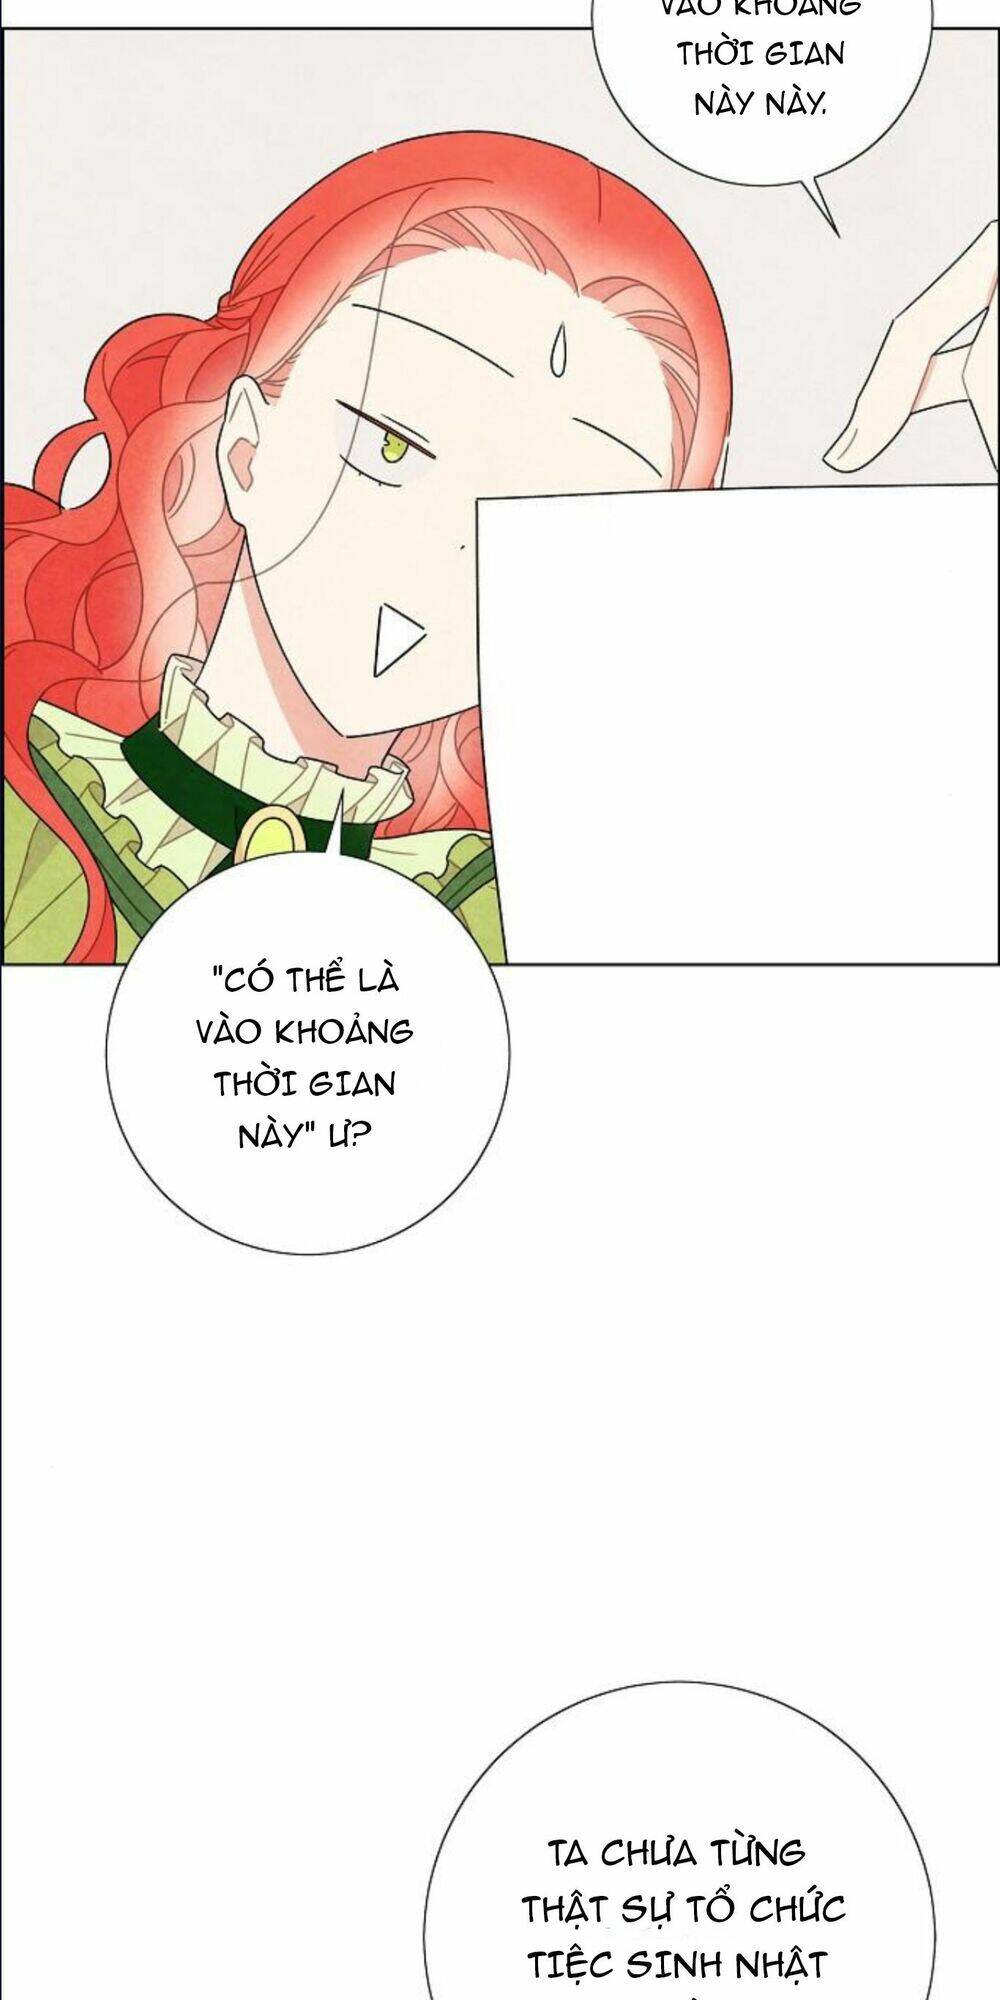 VÀO KHOẢNG
THỜI GIAN
NÀY NÀY.
"CÓ THỂ LÀ
VÀO KHOẢNG
THỜI GIAN
NÀY" Ư?
TA CHƯA TỪNG
THẬT SỰ TỔ CHỨC
TIỆC SINH NHẬT